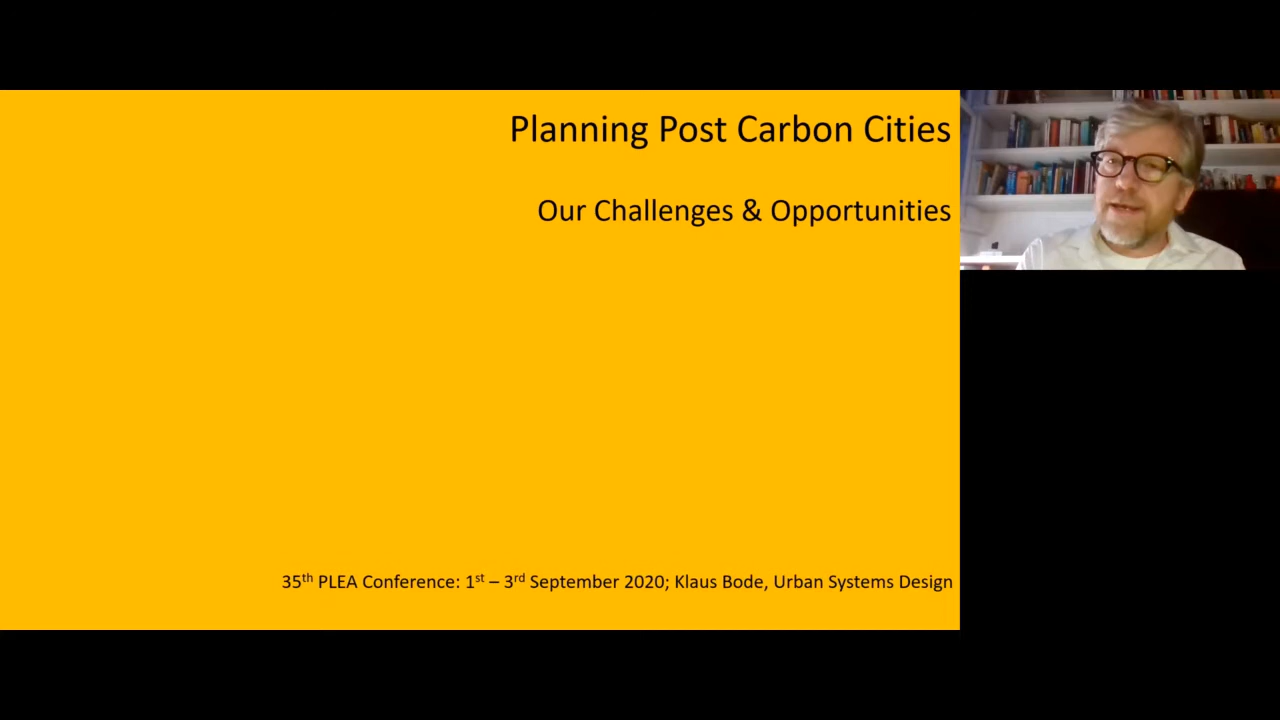 Planning Post Carbon Cities
Our Challenges & Opportunities
35th PLEA Conference: 1st – 3rd September 2020; Klaus Bode, Urban Systems Design